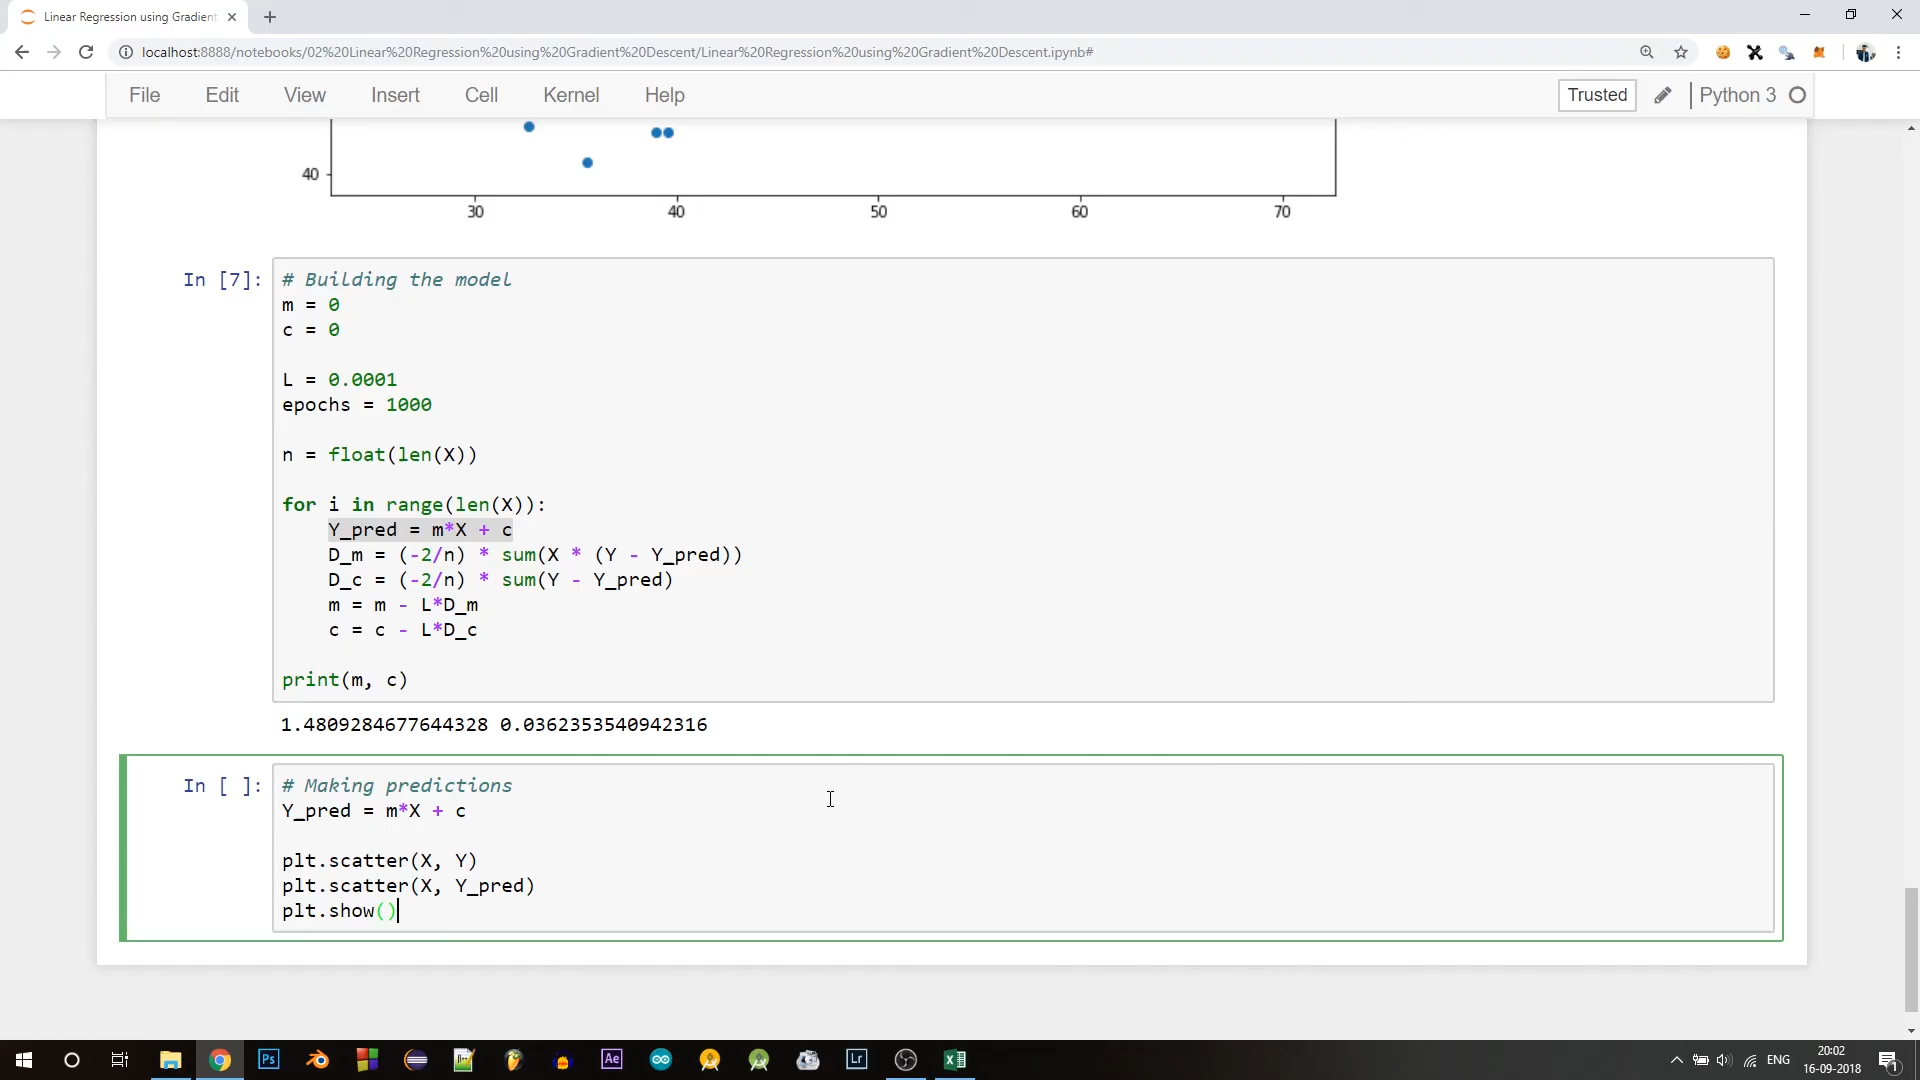 Linear Regression using Gradient
localhost:8888/notebooks/02%20Linear%20Regression%20using%20Gradient%20Descent/Linear%20Regression%20using%20Gradient%20Descent.ipynb#
File Edit View Insert Cell Kernel Help Trusted Python 3
40
30 40 50 60 70
In [7]:
# Building the model
m = 0
c = 0
L = 0.0001
epochs = 1000
n = float(len(X))
for i in range(len(X)):
Y_pred = m*X + c
D_m = (-2/n) * sum(X * (Y - Y_pred))
D_c = (-2/n) * sum(Y - Y_pred)
m = m - L*D_m
c = c - L*D_c
print(m, c)
1.4809284677644328 0.0362353540942316
In [ ]:
# Making predictions
Y_pred = m*X + c
plt.scatter(X, Y)
plt.scatter(X, Y_pred)
plt.show()
Ps Ae Lr ENG
20:02
16-09-2018
1